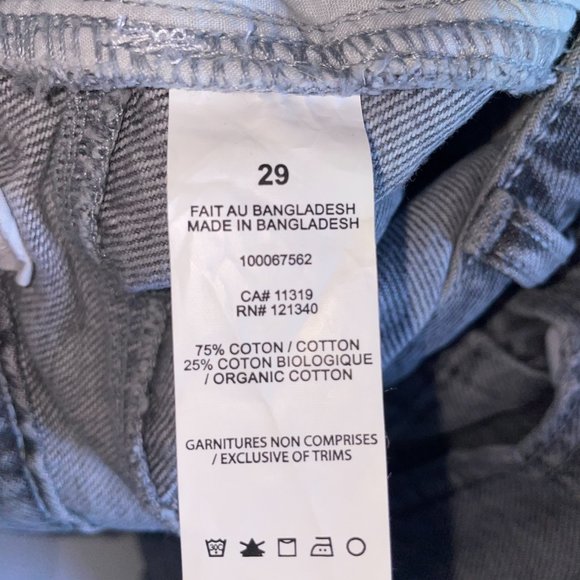 29
FAIT AU BANGLADESH
MADE IN BANGLADESH
100067562
CA# 11319
RN# 121340
75% COTON / COTTON
25% COTON BIOLOGIQUE
/ ORGANIC COTTON
GARNITURES NON COMPRISES
/ EXCLUSIVE OF TRIMS
30C